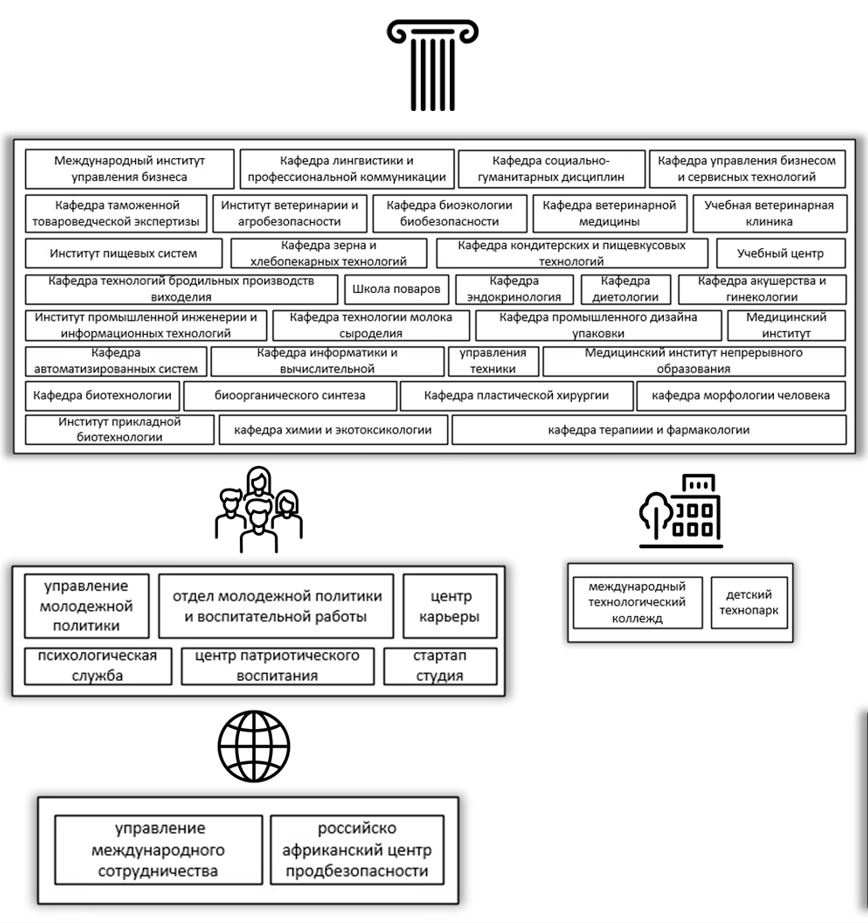 Международный институт
управления бизнеса
Кафедра лингвистики и
профессиональной коммуникации
Кафедра социально-
гуманитарных дисциплин
Кафедра управления бизнесом
и сервисных технологий
Кафедра таможенной
товароведческой экспертизы
Институт ветеринарии и
агробезопасности
Кафедра биоэкологии
биобезопасности
Кафедра ветеринарной
медицины
Учебная ветеринарная
клиника
Институт пищевых систем
Кафедра зерна и
хлебопекарных технологий
Кафедра кондитерских и пищевкусовых
технологий
Учебный центр
Кафедра технологий бродильных производств
виходелия
Школа поваров
Кафедра
эндокринология
Кафедра
диетологии
Кафедра акушерства и
гинекологии
Институт промышленной инженерии и
информационных технологий
Кафедра технологии молока
сыроделия
Кафедра промышленного дизайна
упаковки
Медицинский
институт
Кафедра
автоматизированных систем
Кафедра информатики и
вычислительной
управления
техники
Медицинский институт непрерывного
образования
Кафедра биотехнологии
биоорганического синтеза
Кафедра пластической хирургии
кафедра морфологии человека
Институт прикладной
биотехнологии
кафедра химии и экотоксикологии
кафедра терапиии и фармакологии
управление
молодежной
политики
отдел молодежной политики
и воспитательной работы
центр
карьеры
психологическая
служба
центр патриотического
воспитания
стартап
студия
международный
технологический
коллежд
детский
технопарк
управление
международного
сотрудничества
российско
африканский центр
продбезопасности